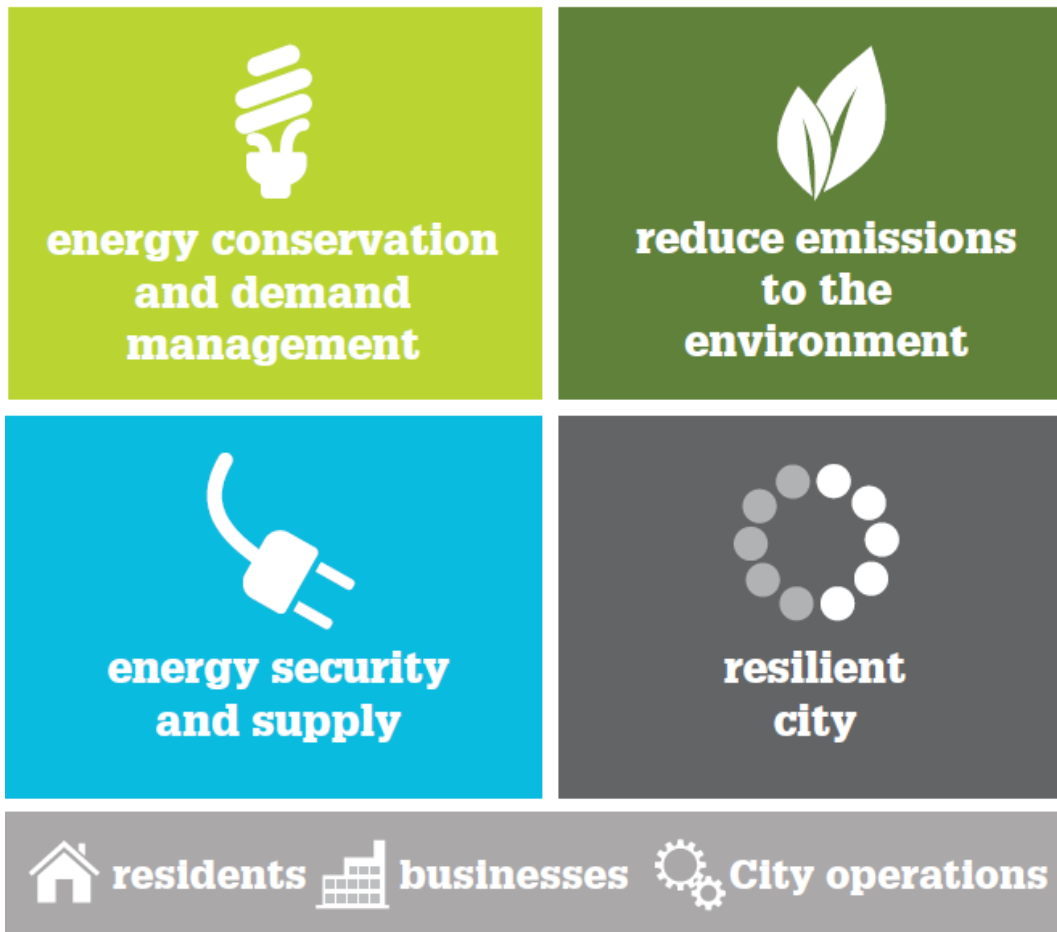 energy conservation
and demand
management
reduce emissions
to the
environment
energy security
and supply
resilient
city
residents
businesses
City operations